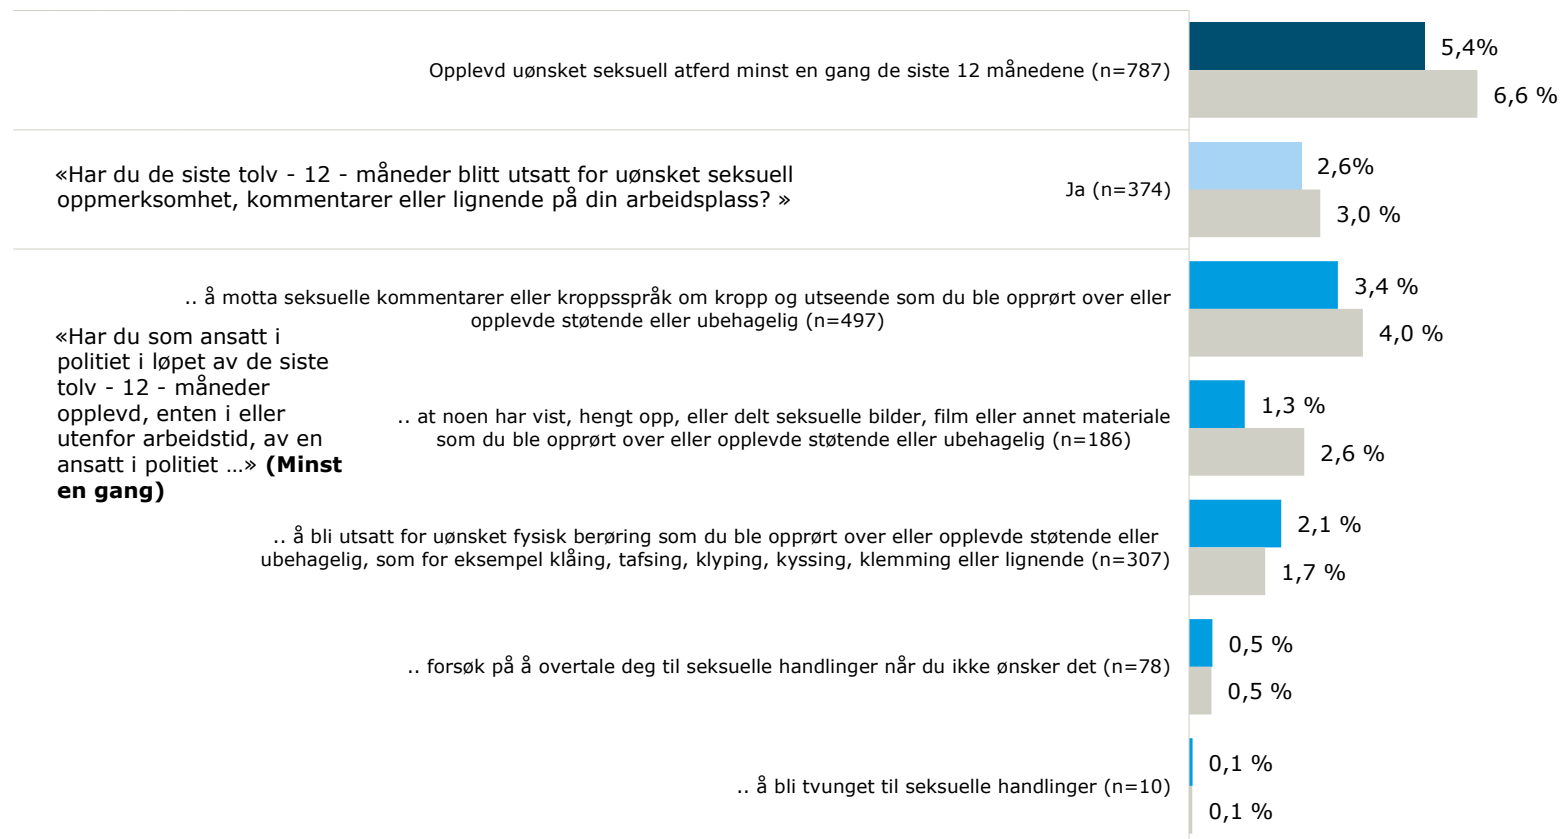 Opplevd uønsket seksuell atferd minst en gang de siste 12 månedene (n=787)
5,4%
6,6 %
«Har du de siste tolv - 12 - måneder blitt utsatt for uønsket seksuell
oppmerksomhet, kommentarer eller lignende på din arbeidsplass? »
Ja (n=374)
2,6%
3,0 %
«Har du som ansatt i
politiet i løpet av de siste
tolv - 12 - måneder
opplevd, enten i eller
utenfor arbeidstid, av en
ansatt i politiet …» (Minst
en gang)
.. å motta seksuelle kommentarer eller kroppsspråk om kropp og utseende som du ble opprørt over eller
opplevde støtende eller ubehagelig (n=497)
3,4 %
4,0 %
.. at noen har vist, hengt opp, eller delt seksuelle bilder, film eller annet materiale
som du ble opprørt over eller opplevde støtende eller ubehagelig (n=186)
1,3 %
2,6 %
.. å bli utsatt for uønsket fysisk berøring som du ble opprørt over eller opplevde støtende eller
ubehagelig, som for eksempel klåing, tafsing, klyping, kyssing, klemming eller lignende (n=307)
2,1 %
1,7 %
.. forsøk på å overtale deg til seksuelle handlinger når du ikke ønsker det (n=78)
0,5 %
0,5 %
.. å bli tvunget til seksuelle handlinger (n=10)
0,1 %
0,1 %